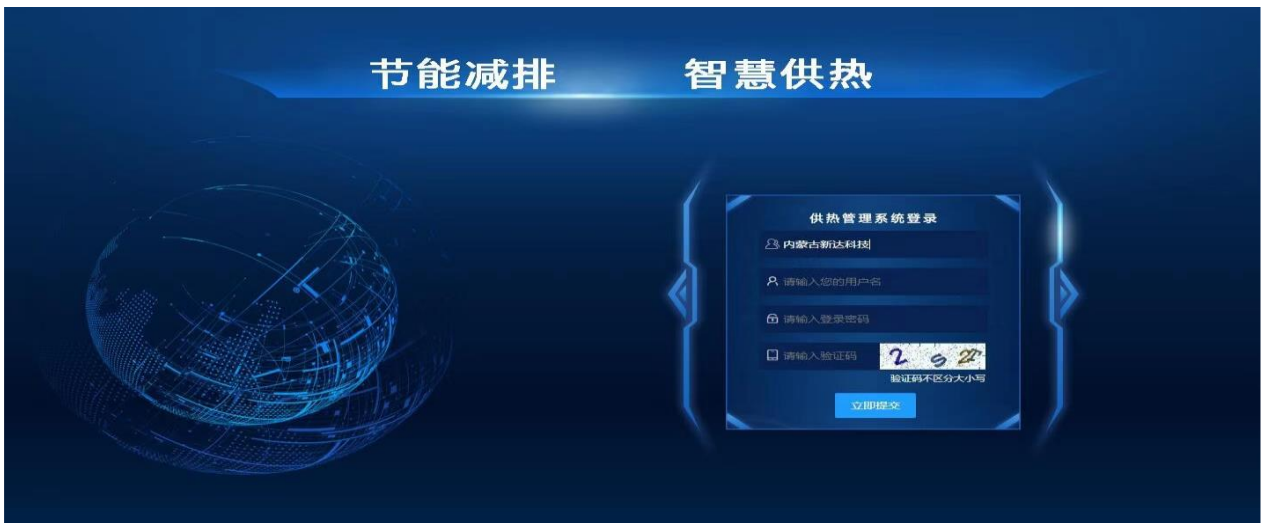 节能减排 智慧供热
供热管理系统登录
内蒙古新达科技
请输入您的用户名
请输入登录密码
请输入验证码
验证码不区分大小写
立即提交